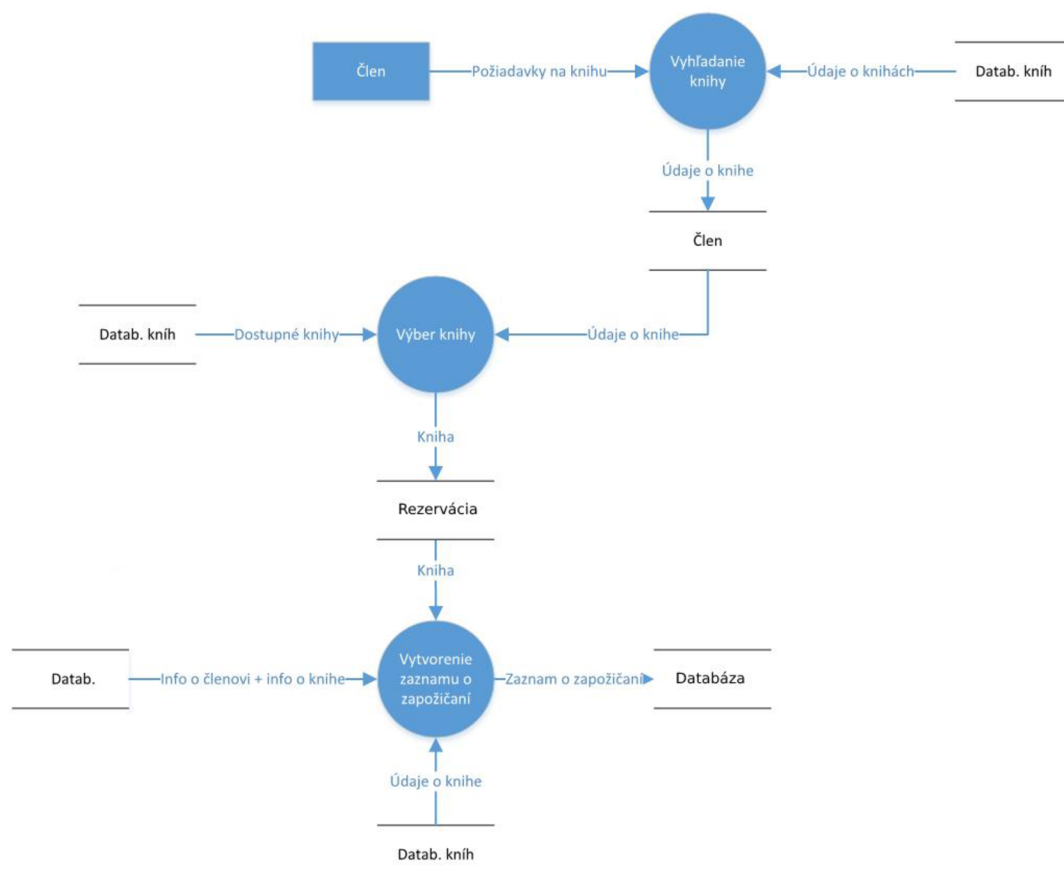 Člen
Požiadavky na knihu
Vyhľadanie
knihy
Údaje o knihách
Datab. kníh
Údaje o knihe
Člen
Datab. kníh
Dostupné knihy
Výber knihy
Údaje o knihe
Kniha
Rezervácia
Kniha
Datab.
Info o členovi + info o knihe
Vytvorenie
zaznamu o
zapožičaní
Zaznam o zapožičaní
Databáza
Údaje o knihe
Datab. kníh